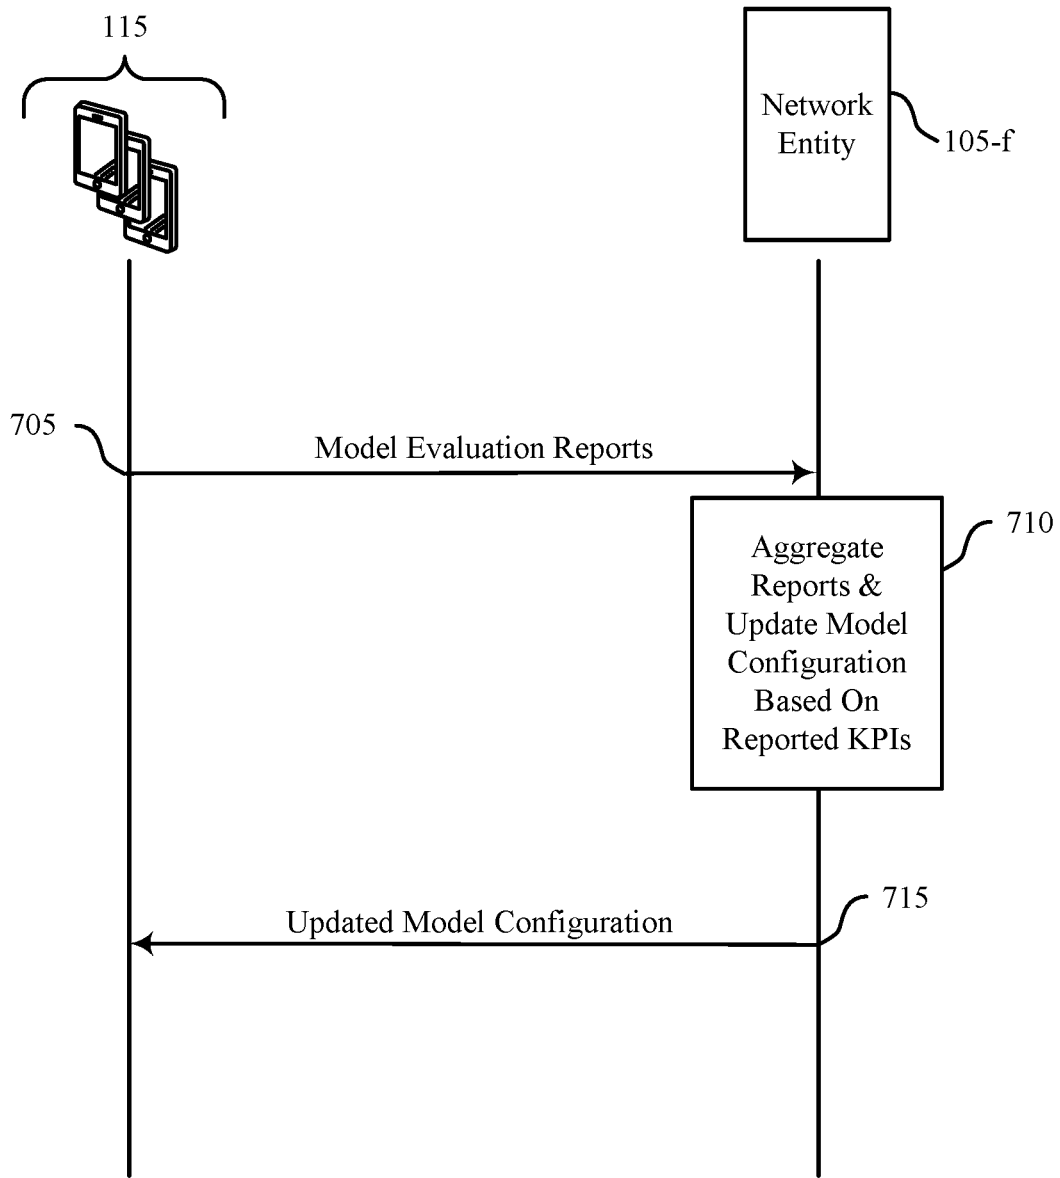 115
Network
Entity
105-f
705
Model Evaluation Reports
710
Aggregate
Reports &
Update Model
Configuration
Based On
Reported KPIs
715
Updated Model Configuration